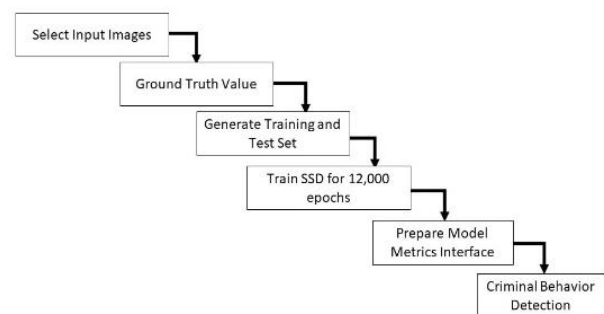 Select Input Images
Ground Truth Value
Generate Training and
Test Set
Train SSD for 12,000
epochs
Prepare Model
Metrics Interface
Criminal Behavior
Detection